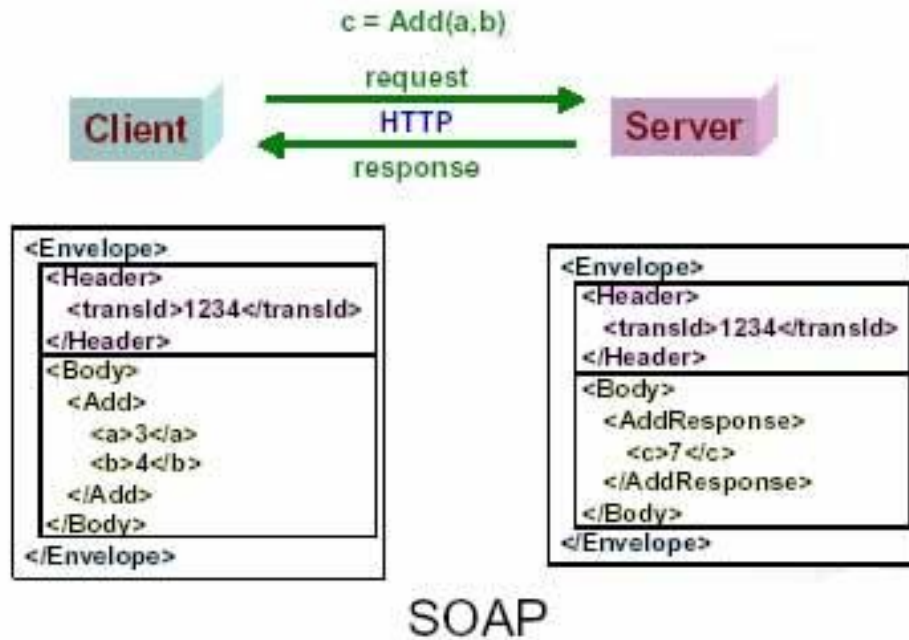 c = Add(a,b)
request
Client
HTTP
Server
response
<Envelope>
<Header>
<transId>1234</transId>
</Header>
<Body>
<Add>
<a>3</a>
<b>4</b>
</Add>
</Body>
</Envelope>
<Envelope>
<Header>
<transId>1234</transId>
</Header>
<Body>
<AddResponse>
<c>7</c>
</AddResponse>
</Body>
</Envelope>
SOAP